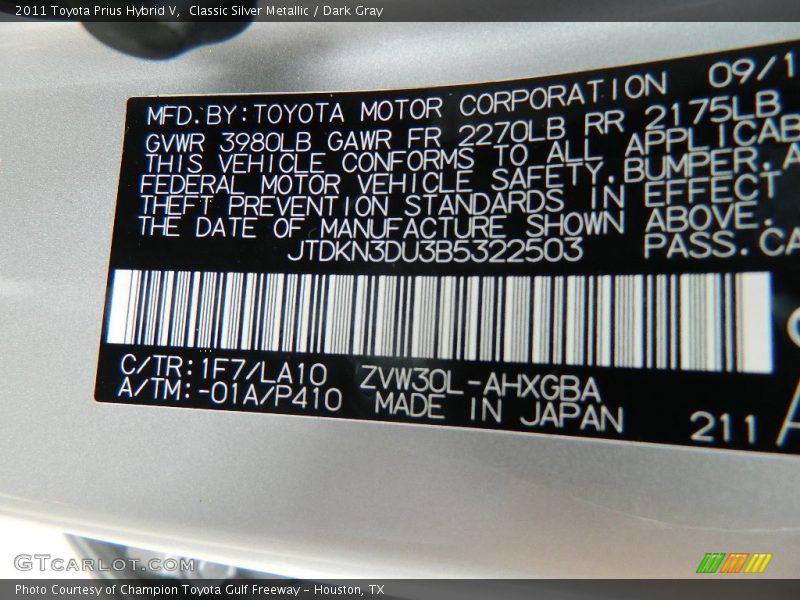 2011 Toyota Prius Hybrid V, Classic Silver Metallic / Dark Gray
MFD. BY: TOYOTA MOTOR CORPORATION 09/1
GVWR 3980LB GAWR FR 2270LB RR 2175LB
THIS VEHICLE CONFORMS TO ALL APPLICAB
FEDERAL MOTOR VEHICLE SAFETY, BUMPER, A
THEFT PREVENTION STANDARDS IN EFFECT
THE DATE OF MANUFACTURE SHOWN ABOVE.
JTDKN3DU3B5322503 PASS. CA
C/TR: 1F7/LA10 ZVW30L-AHXGBA
A/TM: -01A/P410 MADE IN JAPAN 211 A
GTcarlot.com
Photo Courtesy of Champion Toyota Gulf Freeway - Houston, TX